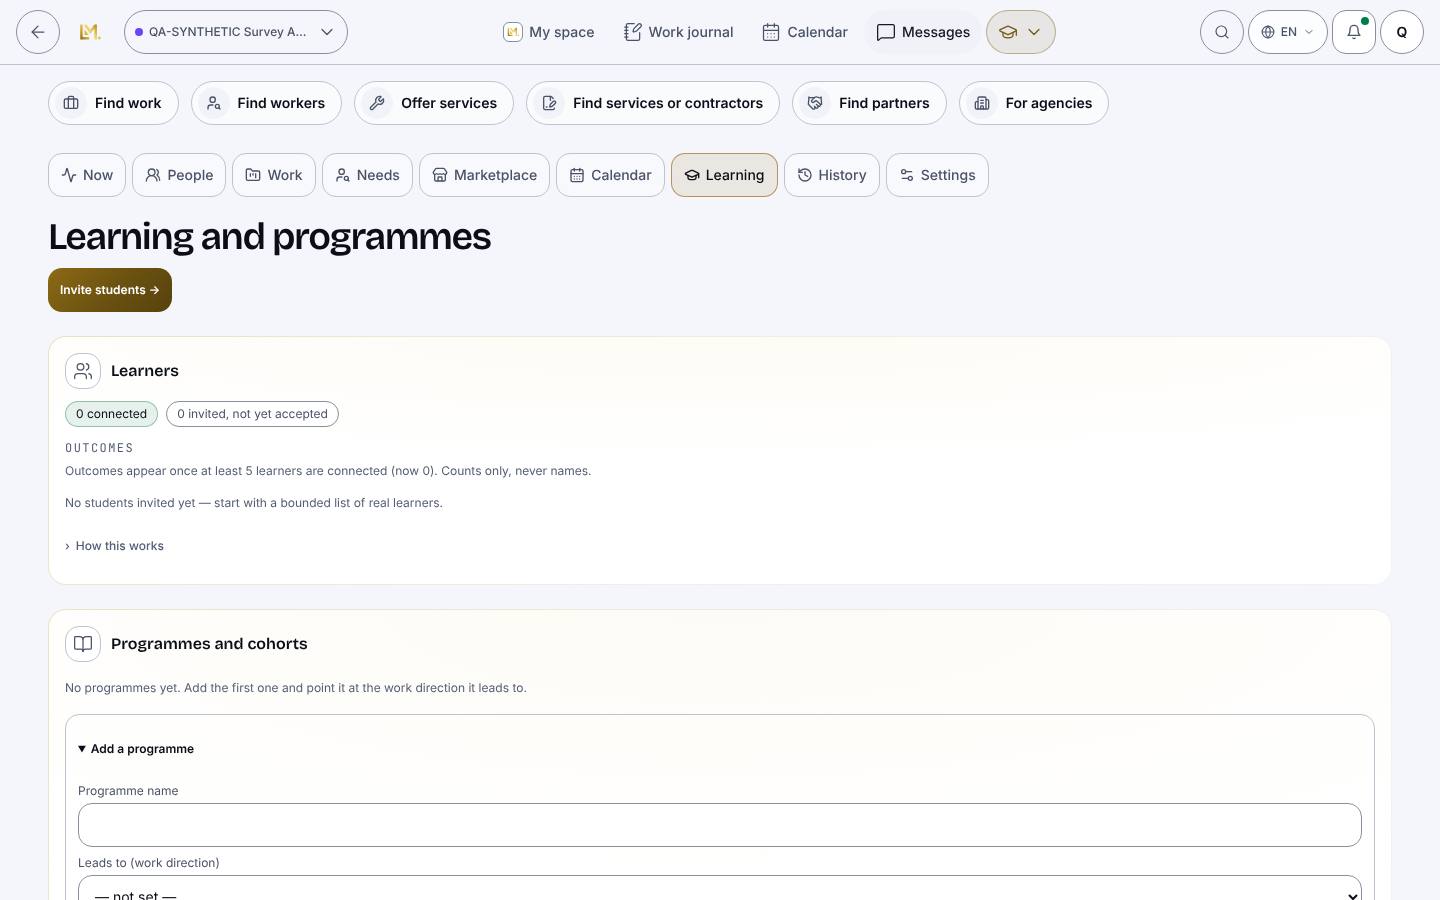 LM.
QA-SYNTHETIC Survey A...
My space
Work journal
Calendar
Messages
EN
Q
Find work
Find workers
Offer services
Find services or contractors
Find partners
For agencies
Now
People
Work
Needs
Marketplace
Calendar
Learning
History
Settings
Learning and programmes
Invite students →
Learners
0 connected
0 invited, not yet accepted
OUTCOMES
Outcomes appear once at least 5 learners are connected (now 0). Counts only, never names.
No students invited yet — start with a bounded list of real learners.
› How this works
Programmes and cohorts
No programmes yet. Add the first one and point it at the work direction it leads to.
▼ Add a programme
Programme name
Leads to (work direction)
— not set —